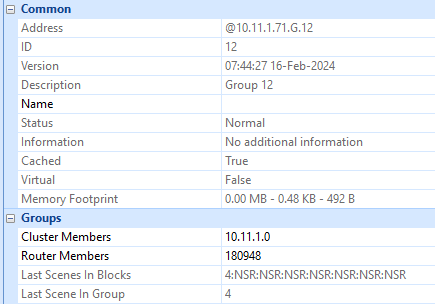 Common
Address @10.11.1.71.G.12
ID 12
Version 07:44:27 16-Feb-2024
Description Group 12
Name
Status Normal
Information No additional information
Cached True
Virtual False
Memory Footprint 0.00 MB - 0.48 KB - 492 B
Groups
Cluster Members 10.11.1.0
Router Members 180948
Last Scenes In Blocks 4:NSR:NSR:NSR:NSR:NSR:NSR:NSR
Last Scene In Group 4